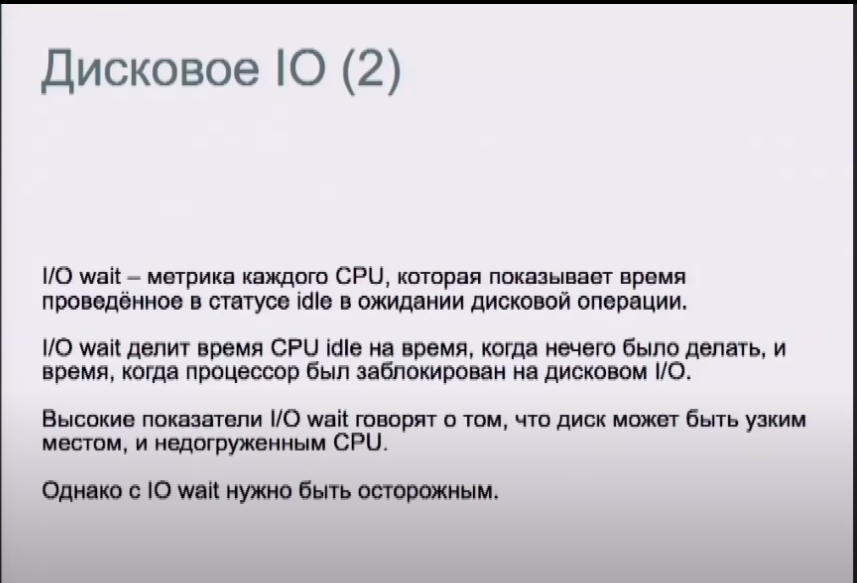 Дисковое IO (2)
I/O wait – метрика каждого CPU, которая показывает время
проведённое в статусе idle в ожидании дисковой операции.
I/O wait делит время CPU idle на время, когда нечего было делать, и
время, когда процессор был заблокирован на дисковом I/O.
Высокие показатели I/O wait говорят о том, что диск может быть узким
местом, и недогруженным CPU.
Однако с IO wait нужно быть осторожным.